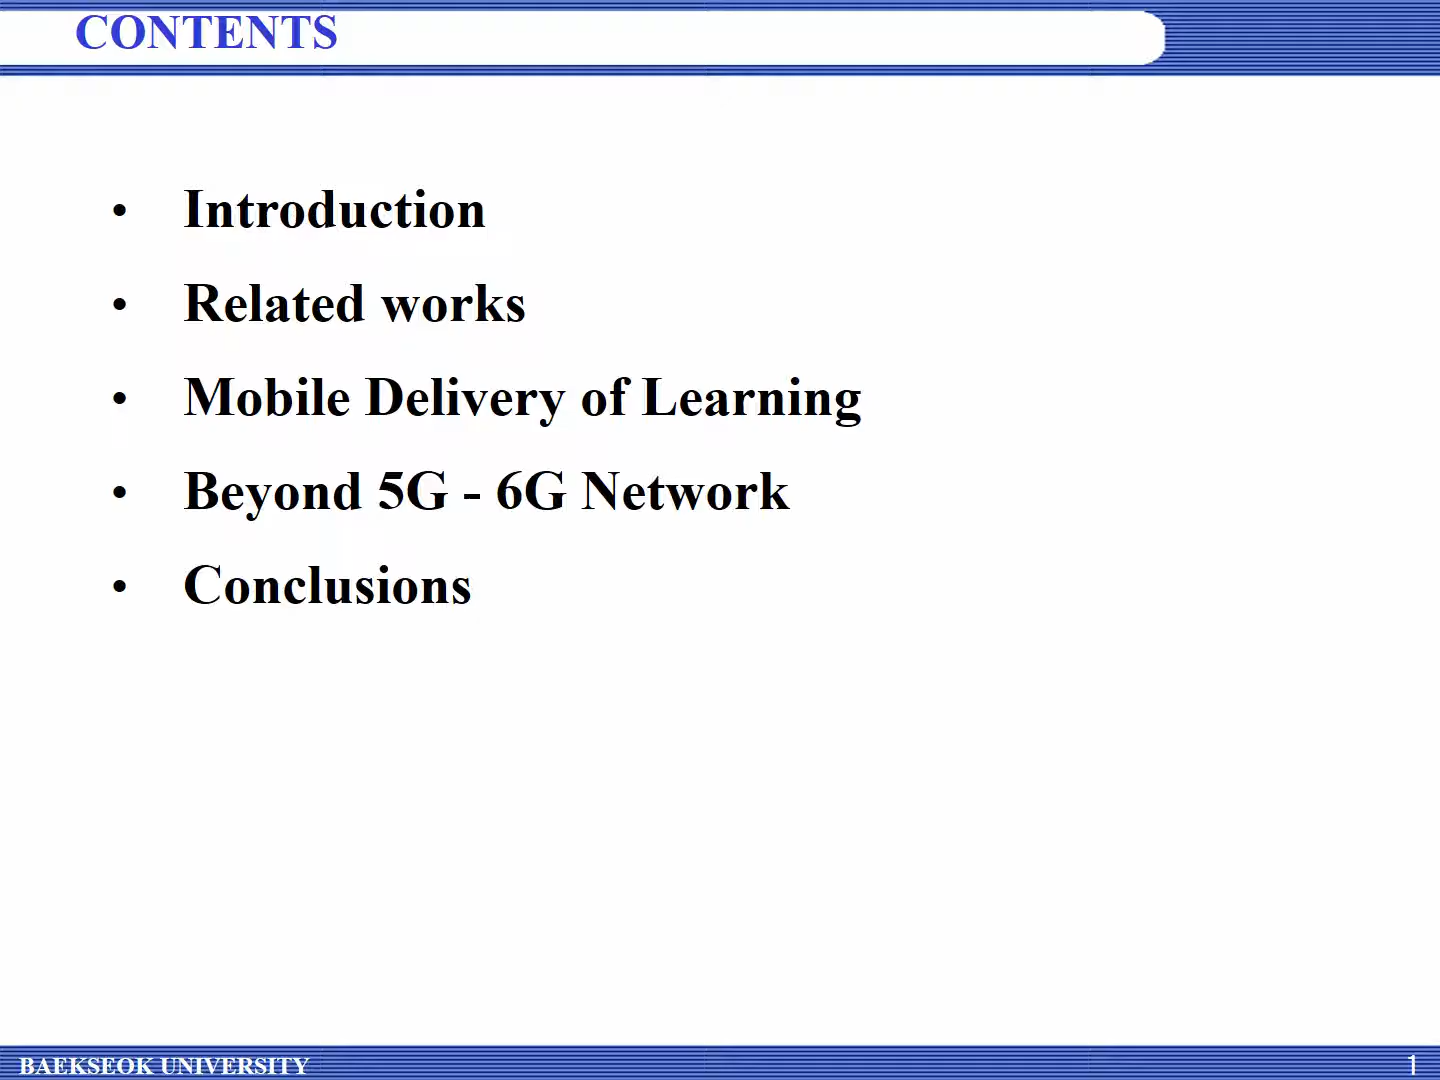 CONTENTS
• Introduction
• Related works
• Mobile Delivery of Learning
• Beyond 5G - 6G Network
• Conclusions
BAEKSEOK UNIVERSITY
1